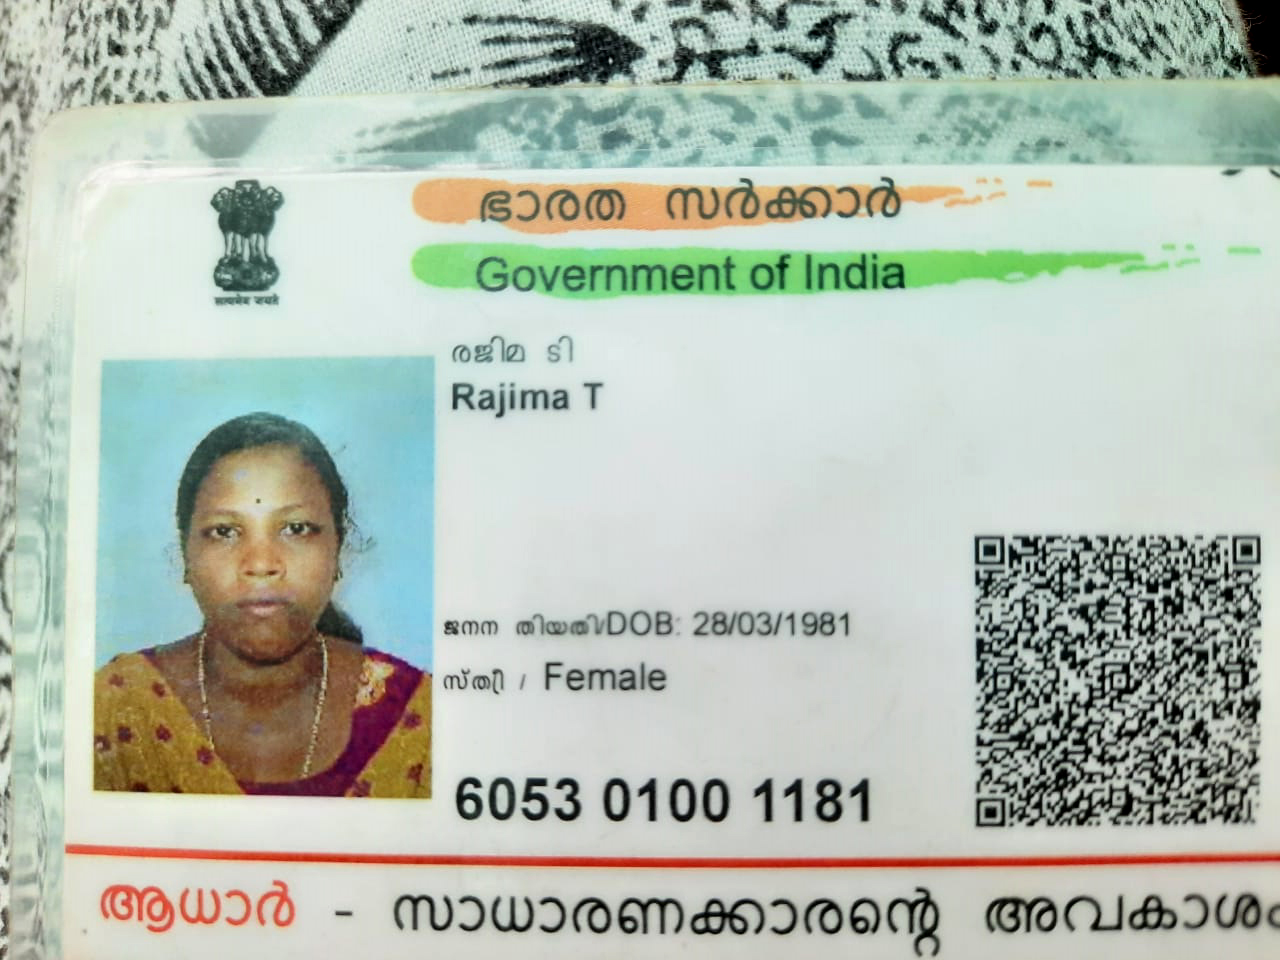 ഭാരത സർക്കാർ
Government of India
सत्यमेव जयते
രജിമ ടി
Rajima T
ജനന തിയതി/DOB: 28/03/1981
സ്ത്രീ / Female
6053 0100 1181
ആധാർ - സാധാരണക്കാരന്റെ അവകാശം